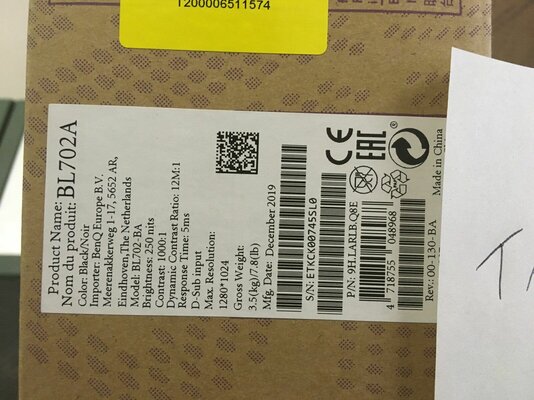 T200006511574
Product Name: BL702A
Nom du produit: BL702A
Color: Black/Noir
Importer: BenQ Europe B.V.
Meerenakkerweg 1-17, 5652 AR,
Eindhoven,The Netherlands
Model: BL702-BA
Brightness: 250 nits
Contrast: 1000:1
Dynamic Contrast Ratio: 12M:1
Response Time: 5ms
D-Sub input
Max. Resolution:
1280*1024
Gross Weight:
3.5(kg)/7.8(lb)
Mfg. Date: December 2019
S/N: ETKCK00745SL0
P/N: 9H.LARLB.Q8E
4 718755 048968
Rev.: 00-130-BA
CE
EAC
Made in China